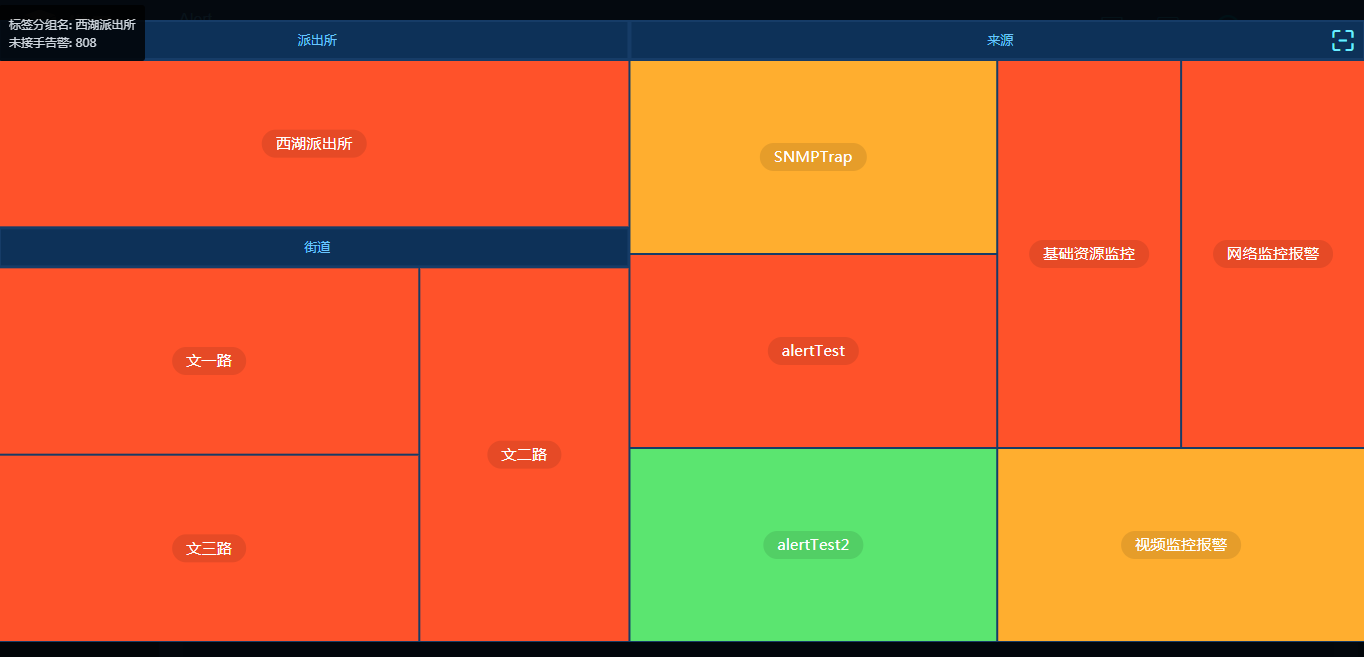 标签分组名: 西湖派出所
未接手告警: 808
派出所
来源
西湖派出所
SNMPTrap
基础资源监控
网络监控报警
街道
alertTest
文一路
文二路
文三路
alertTest2
视频监控报警